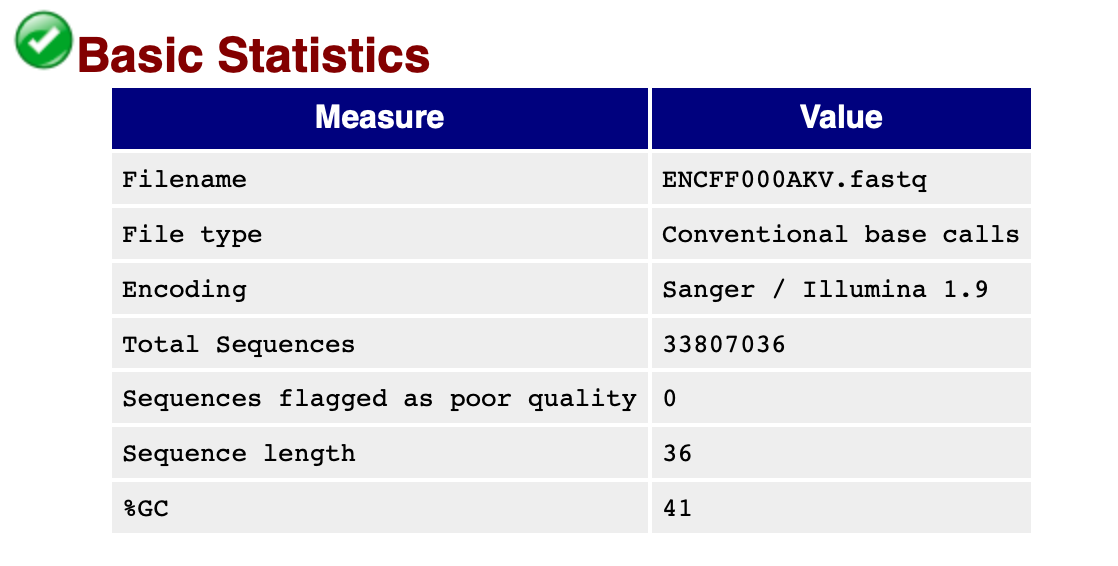 Basic Statistics
Measure Value
Filename ENCFF000AKV.fastq
File type Conventional base calls
Encoding Sanger / Illumina 1.9
Total Sequences 33807036
Sequences flagged as poor quality 0
Sequence length 36
%GC 41